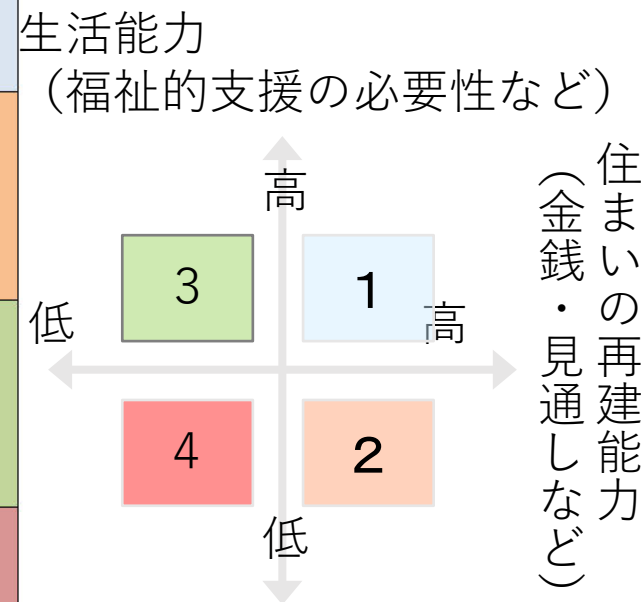 生活能力
（福祉的支援の必要性など）
高
住まいの再建能力
（金銭・見通しなど）
3
1
低
高
4
2
低